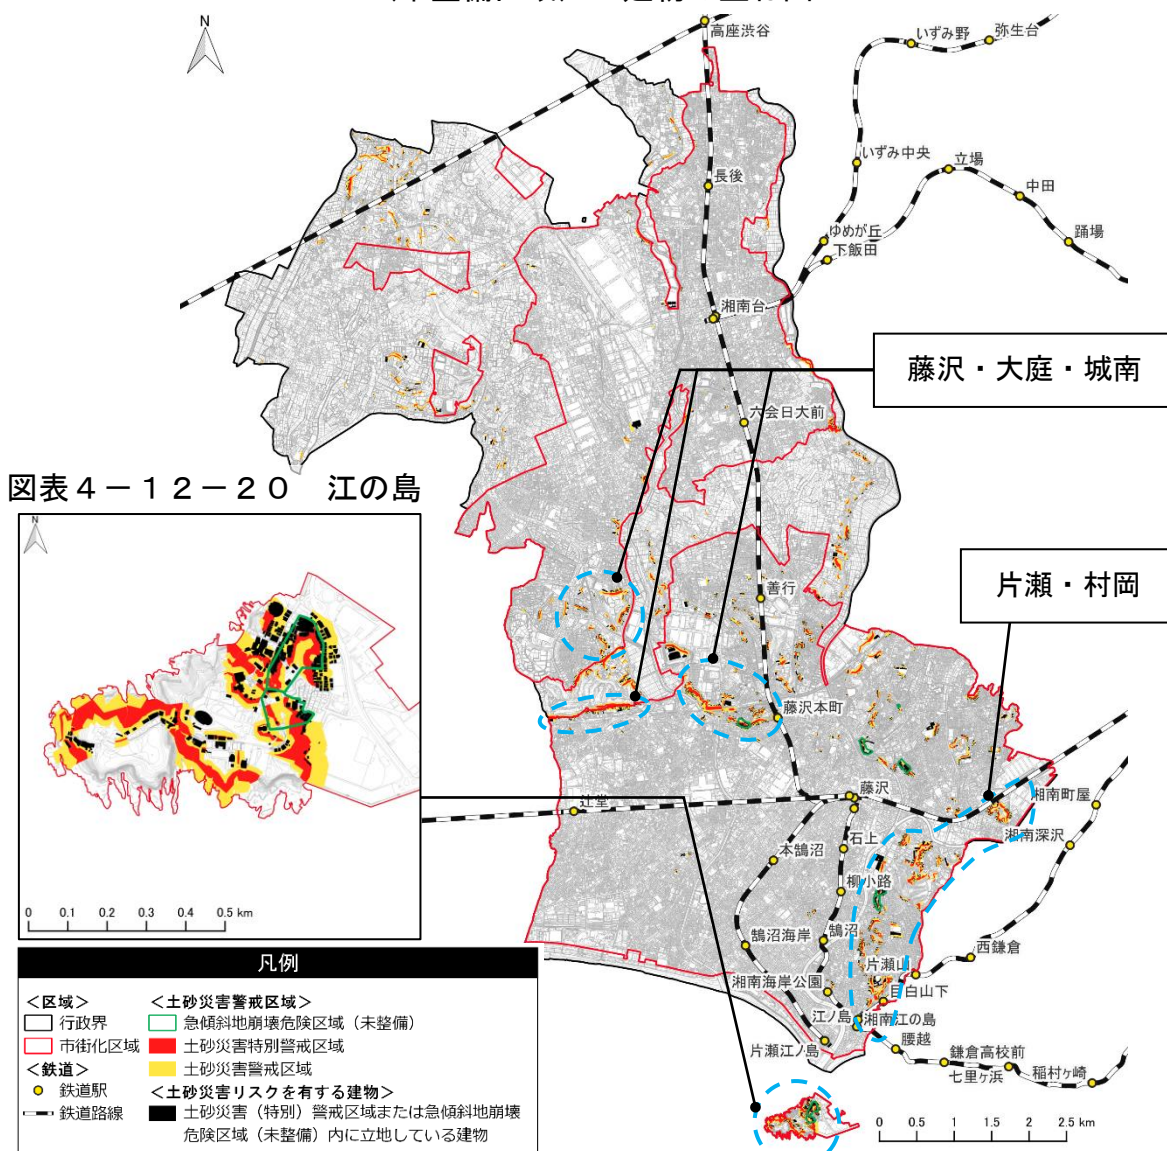 N
高座渋谷
いずみ野
弥生台
いずみ中央
立場
中田
踊場
長後
ゆめが丘
下飯田
湘南台
藤沢・大庭・城南
六会日大前
図表4－12－20 江の島
N
片瀬・村岡
善行
藤沢本町
辻堂
藤沢
湘南町屋
石上
湘南深沢
本鵠沼
柳小路
鵠沼海岸
鵠沼
西鎌倉
片瀬山
湘南海岸公園
目白山下
江ノ島
湘南江の島
片瀬江ノ島
腰越
鎌倉高校前
七里ヶ浜
稲村ヶ崎
0 0.1 0.2 0.3 0.4 0.5 km
凡例
＜区域＞
行政界
市街化区域
＜鉄道＞
鉄道駅
鉄道路線
＜土砂災害警戒区域＞
急傾斜地崩壊危険区域（未整備）
土砂災害特別警戒区域
土砂災害警戒区域
＜土砂災害リスクを有する建物＞
土砂災害（特別）警戒区域または急傾斜地崩壊
危険区域（未整備）内に立地している建物
0 0.5 1 1.5 2 2.5 km